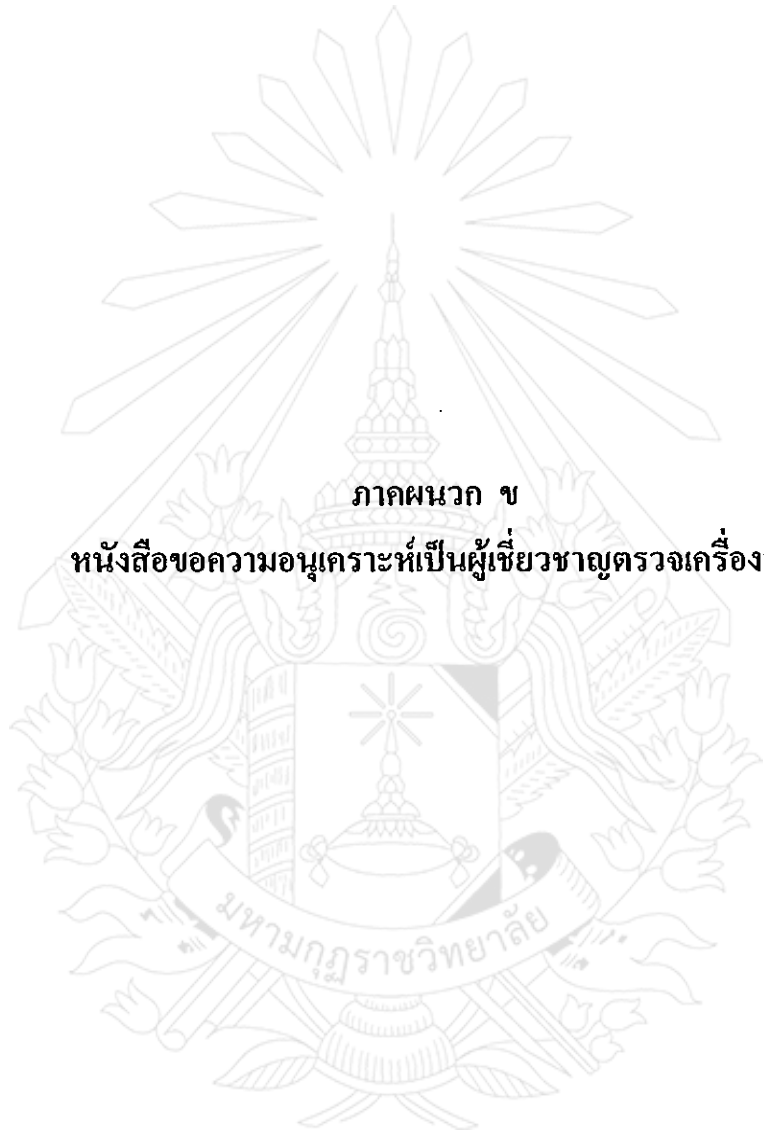 ภาคผนวก ข
หนังสือขอความอนุเคราะห์เป็นผู้เชี่ยวชาญตรวจเครื่อง
มหามกุฏราชวิทยาลัย